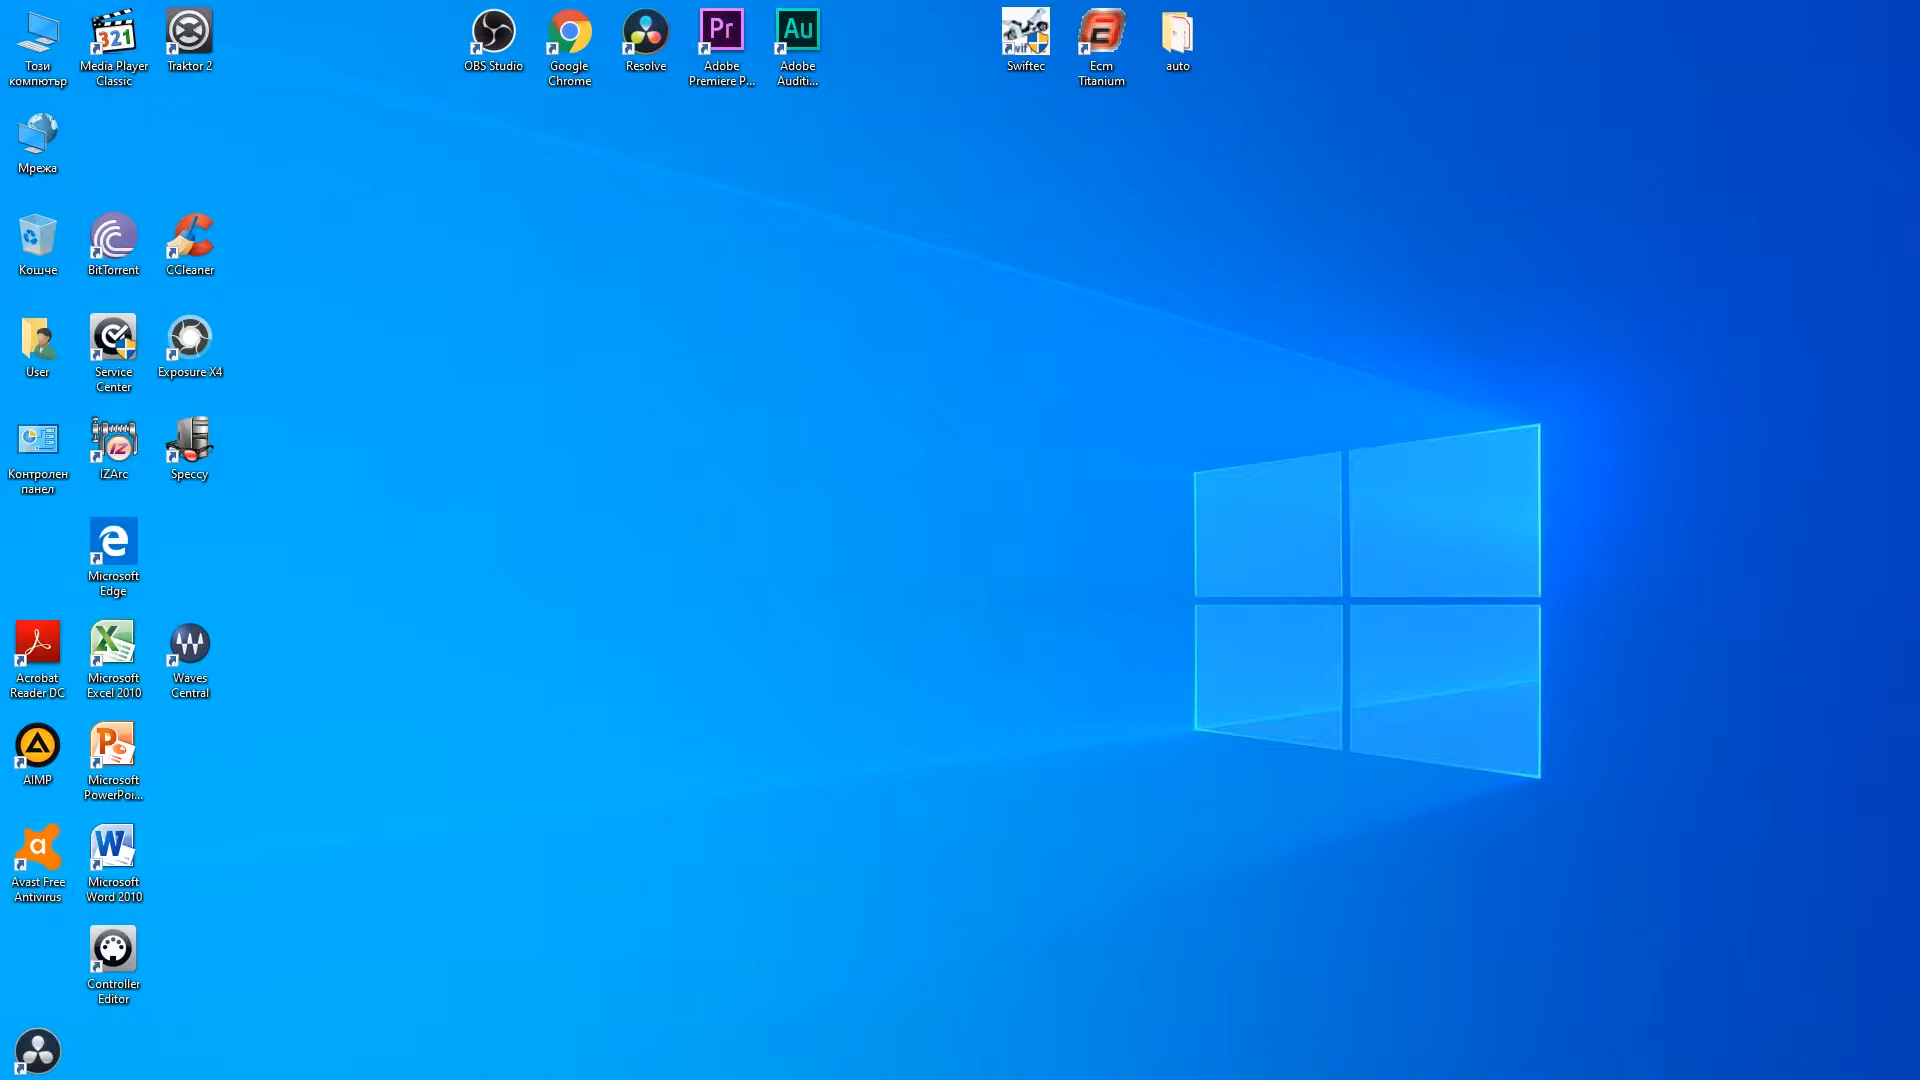 Този
компютър
Media Player
Classic
Traktor 2
OBS Studio
Google
Chrome
Resolve
Adobe
Premiere P...
Adobe
Auditi...
Swiftec
Ecm
Titanium
auto
Мрежа
Кошче
BitTorrent
CCleaner
User
Service
Center
Exposure X4
Контролен
панел
IZArc
Speccy
Microsoft
Edge
Acrobat
Reader DC
Microsoft
Excel 2010
Waves
Central
AIMP
Microsoft
PowerPoi...
Avast Free
Antivirus
Microsoft
Word 2010
Controller
Editor